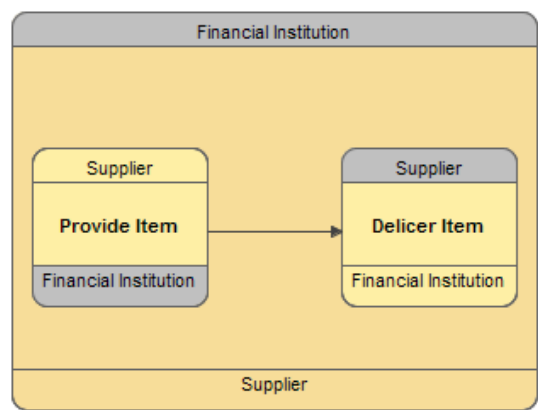 Financial Institution
Supplier
Provide Item
Financial Institution
Supplier
Delicer Item
Financial Institution
Supplier